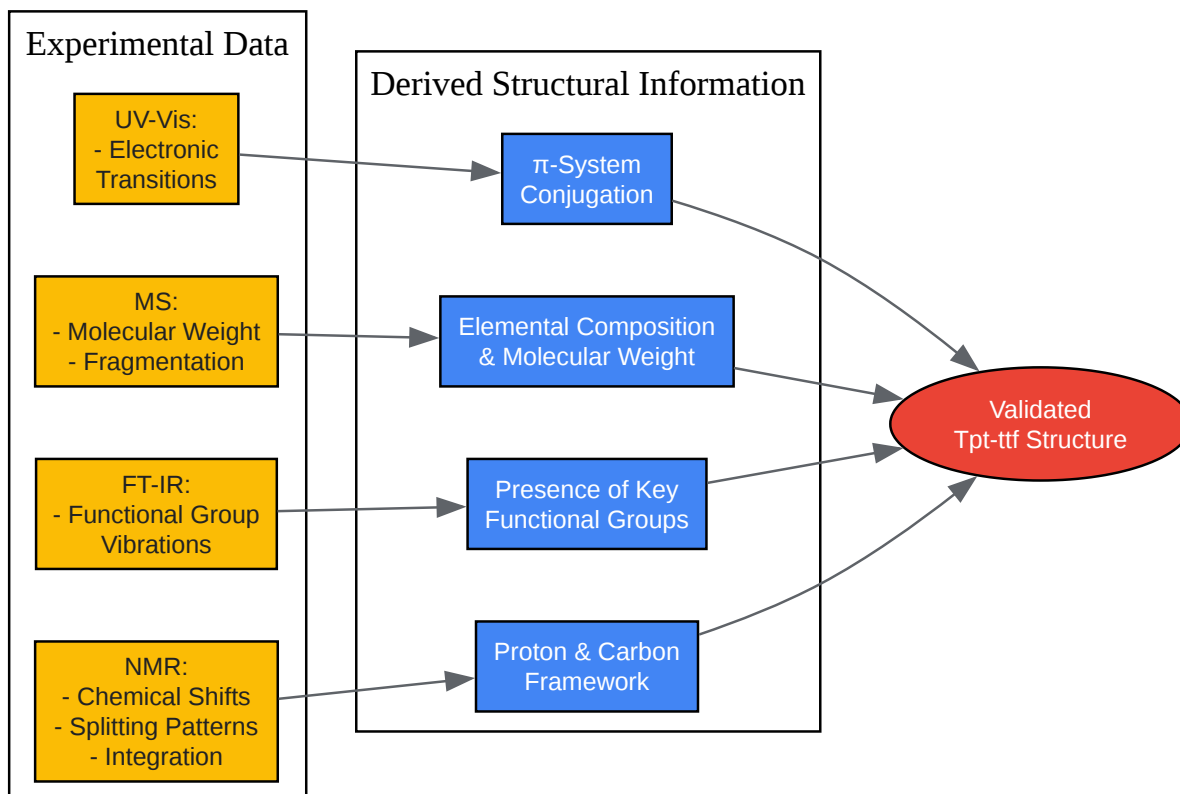 Experimental Data
UV-Vis:
- Electronic
Transitions
MS:
- Molecular Weight
- Fragmentation
FT-IR:
- Functional Group
Vibrations
NMR:
- Chemical Shifts
- Splitting Patterns
- Integration
Derived Structural Information
π-System
Conjugation
Elemental Composition
& Molecular Weight
Presence of Key
Functional Groups
Proton & Carbon
Framework
Validated
Tpt-ttf Structure